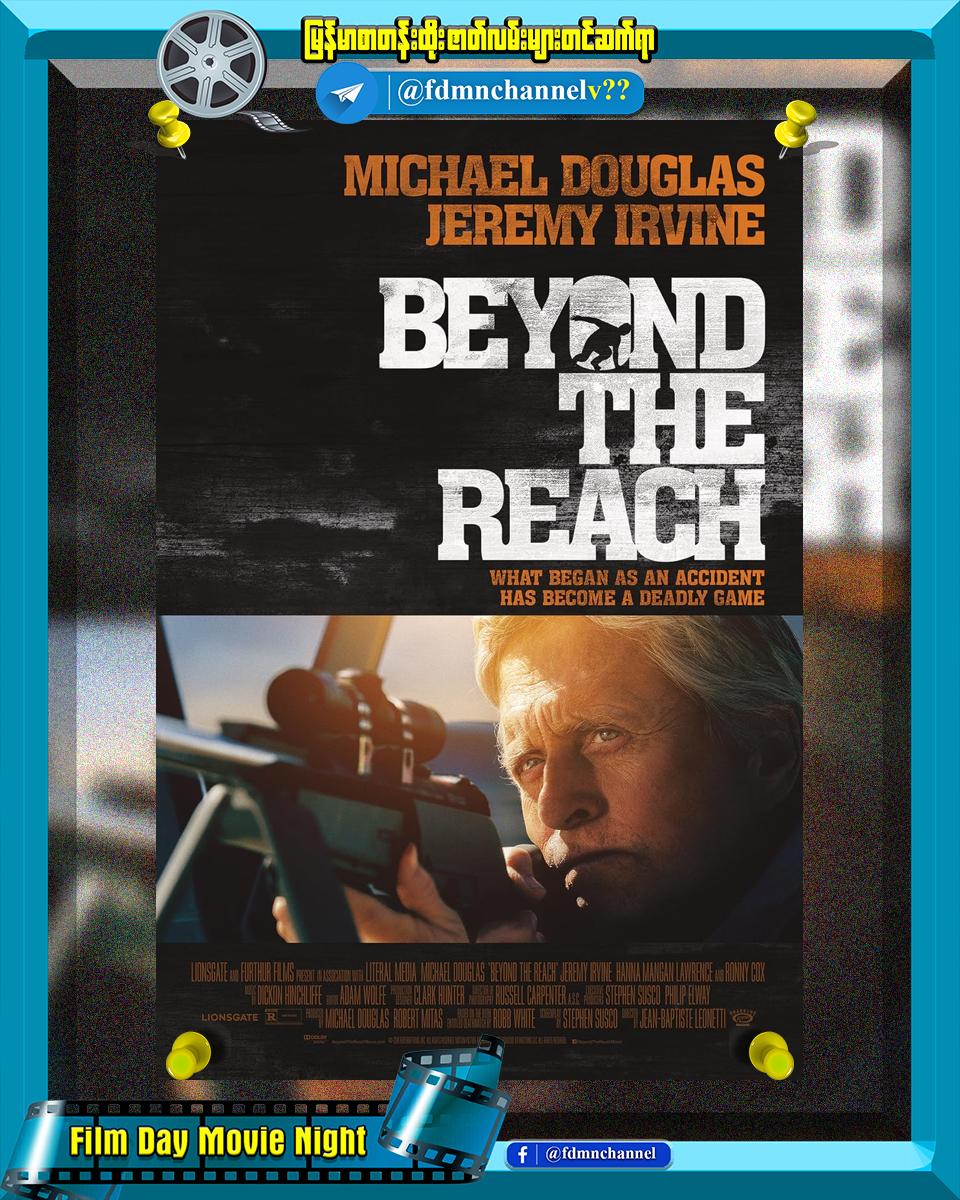 မြန်မာစာတန်းထိုးဇာတ်လမ်းများတင်ဆက်ရာ
@fdmnchannelv??
MICHAEL DOUGLAS
JEREMY IRVINE
BEYOND
THE
REACH
WHAT BEGAN AS AN ACCIDENT
HAS BECOME A DEADLY GAME
LIONSGATE AND FURTHUR FILMS PRESENT IN ASSOCIATION WITH LITERAL MEDIA MICHAEL DOUGLAS "BEYOND THE REACH" JEREMY IRVINE HANNA MANGAN LAWRENCE AND RONNY COX
DICKON HINCHLIFFE ADAM WOLFE CLARK HUNTER RUSSELL CARPENTER A.S.C. STEPHEN SUSCO PHILIP ELWAY
LIONSGATE R MICHAEL DOUGLAS ROBERT MITAS ROBB WHITE STEPHEN SUSCO JEAN-BAPTISTE LEONETTI
DOLBY BeyondTheReachMovie.com
Film Day Movie Night
f @fdmnchannel